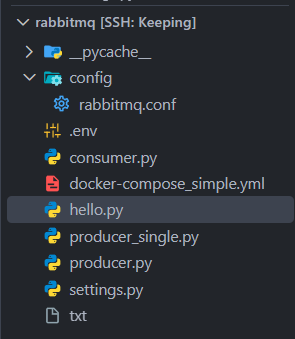 rabbitmq [SSH: Keeping]
__pycache__
config
rabbitmq.conf
.env
consumer.py
docker-compose_simple.yml
hello.py
producer_single.py
producer.py
settings.py
txt